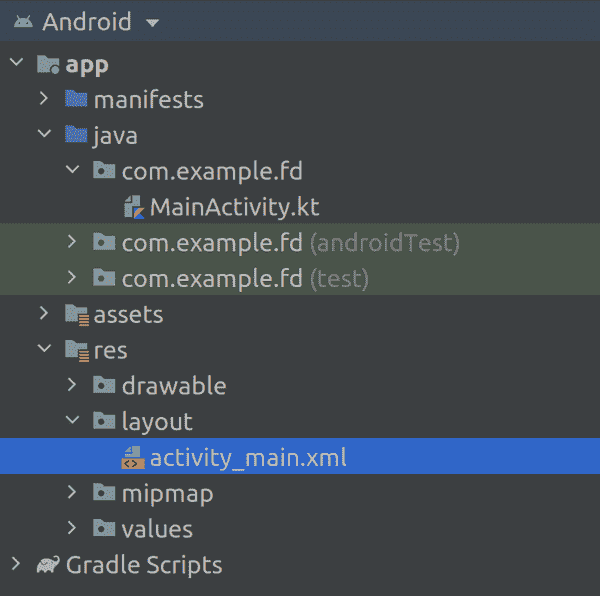 Android
app
manifests
java
com.example.fd
MainActivity.kt
com.example.fd (androidTest)
com.example.fd (test)
assets
res
drawable
layout
activity_main.xml
mipmap
values
Gradle Scripts